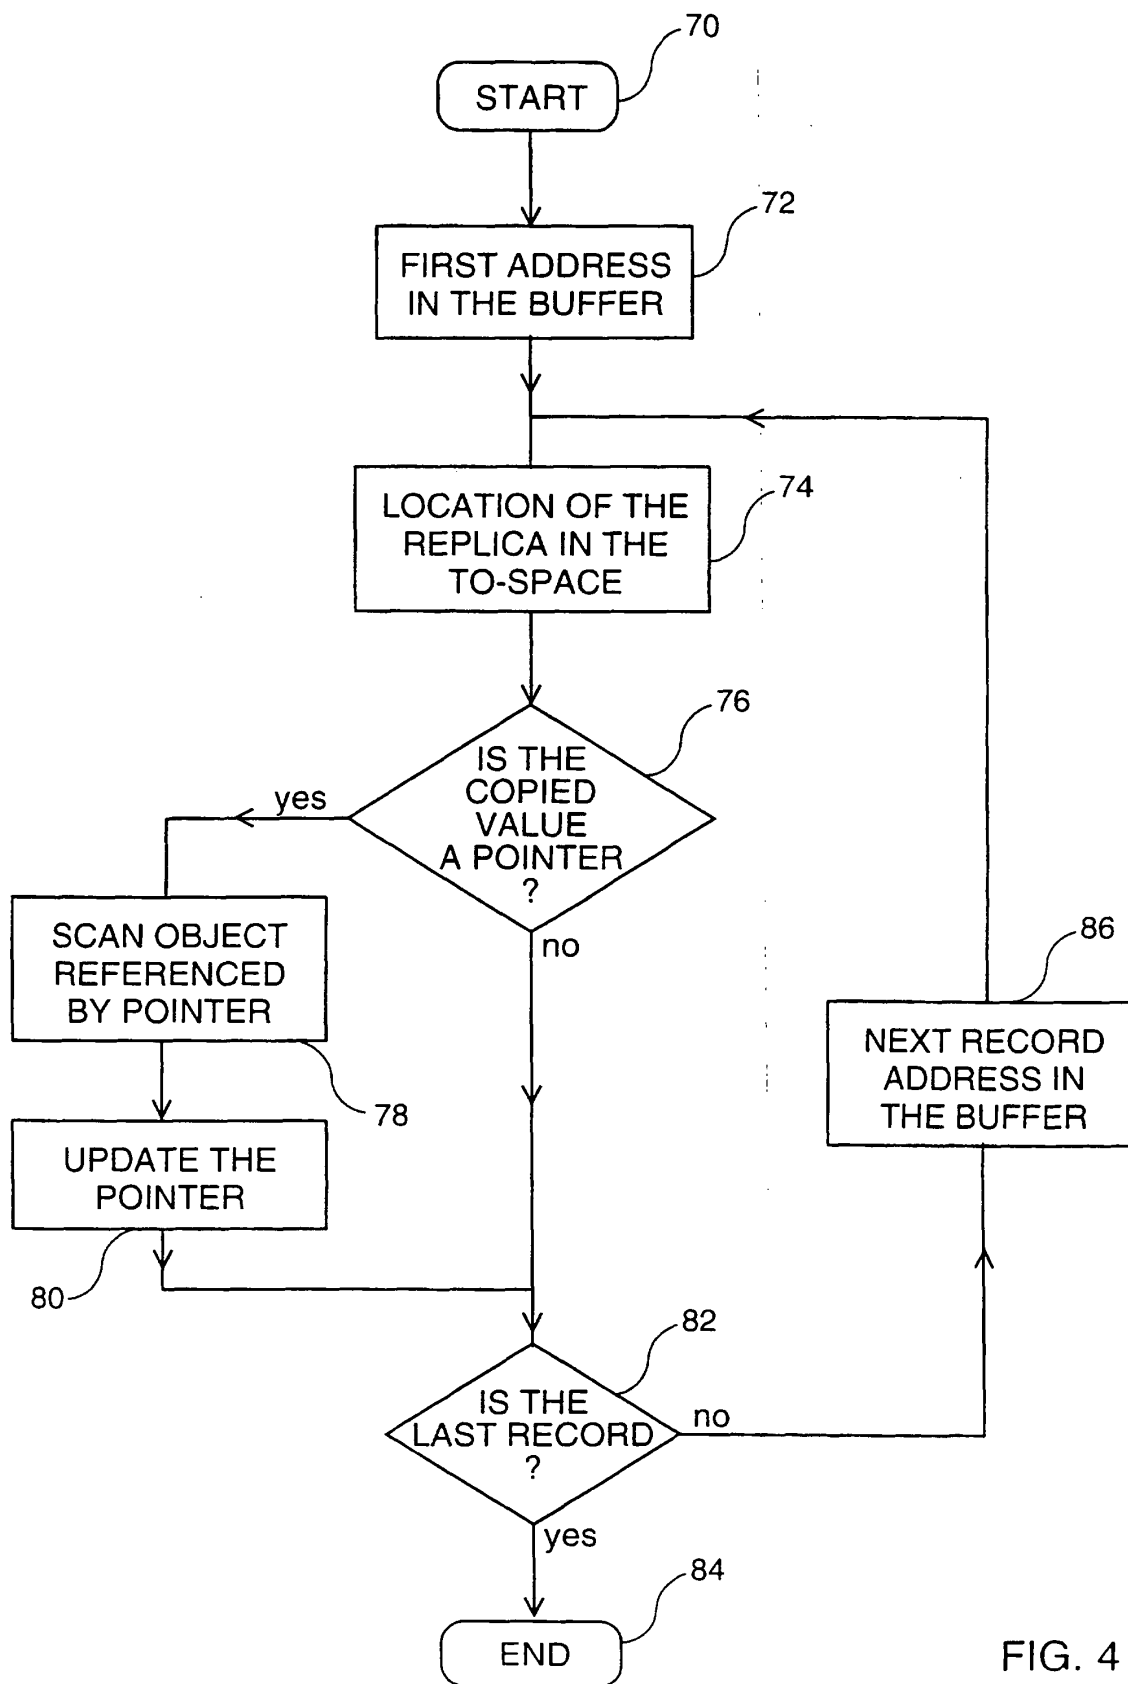 70
START
72
FIRST ADDRESS
IN THE BUFFER
74
LOCATION OF THE
REPLICA IN THE
TO-SPACE
76
IS THE
COPIED
VALUE
A POINTER
?
yes
no
SCAN OBJECT
REFERENCED
BY POINTER
78
86
NEXT RECORD
ADDRESS IN
THE BUFFER
UPDATE THE
POINTER
80
82
IS THE
LAST RECORD
?
no
yes
84
END
FIG. 4